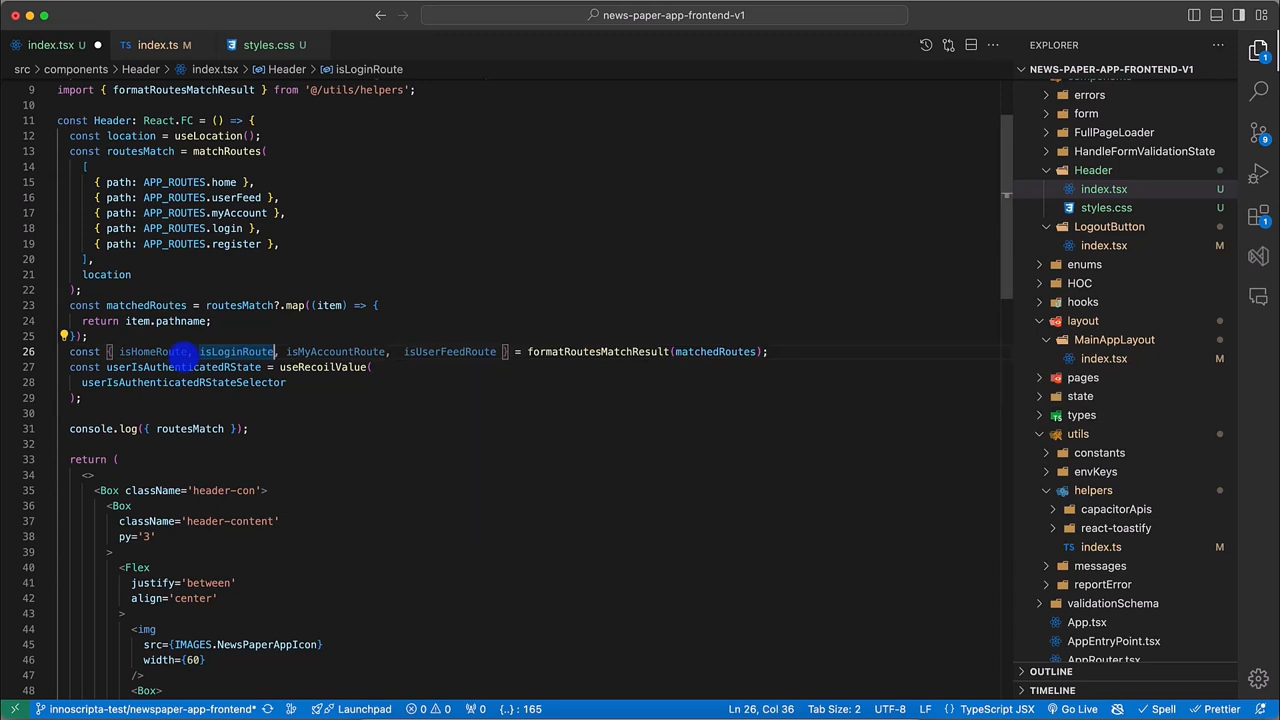 news-paper-app-frontend-v1
index.tsx U
TS index.ts M
styles.css U
EXPLORER
src > components > Header > index.tsx > Header > isLoginRoute
9 import { formatRoutesMatchResult } from '@/utils/helpers';
10
11 const Header: React.FC = () => {
12 const location = useLocation();
13 const routesMatch = matchRoutes(
14 [
15 { path: APP_ROUTES.home },
16 { path: APP_ROUTES.userFeed },
17 { path: APP_ROUTES.myAccount },
18 { path: APP_ROUTES.login },
19 { path: APP_ROUTES.register },
20 ],
21 location
22 );
23 const matchedRoutes = routesMatch?.map((item) => {
24 return item.pathname;
25 });
26 const { isHomeRoute, isLoginRoute, isMyAccountRoute, isUserFeedRoute } = formatRoutesMatchResult(matchedRoutes);
27 const userIsAuthenticatedRState = useRecoilValue(
28 userIsAuthenticatedRStateSelector
29 );
30
31 console.log({ routesMatch });
32
33 return (
34 <>
35 <Box className='header-con'>
36 <Box
37 className='header-content'
38 py='3'
39 >
40 <Flex
41 justify='between'
42 align='center'
43 >
44 <img
45 src={IMAGES.NewsPaperAppIcon}
46 width={60}
47 />
48 <Box>
NEWS-PAPER-APP-FRONTEND-V1
components
errors
form
FullPageLoader
HandleFormValidationState
Header
index.tsx U
styles.css U
LogoutButton
index.tsx M
enums
HOC
hooks
layout
MainAppLayout
index.tsx M
pages
state
types
utils
constants
envKeys
helpers
capacitorApis
react-toastify
TS index.ts M
messages
reportError
validationSchema
App.tsx
AppEntryPoint.tsx
AppRouter.tsx
OUTLINE
TIMELINE
1
9
1
innoscripta-test/newspaper-app-frontend* 0 0 0 Launchpad {..} : 165 Ln 26, Col 36 Tab Size: 2 UTF-8 LF {} TypeScript JSX Go Live Spell Prettier